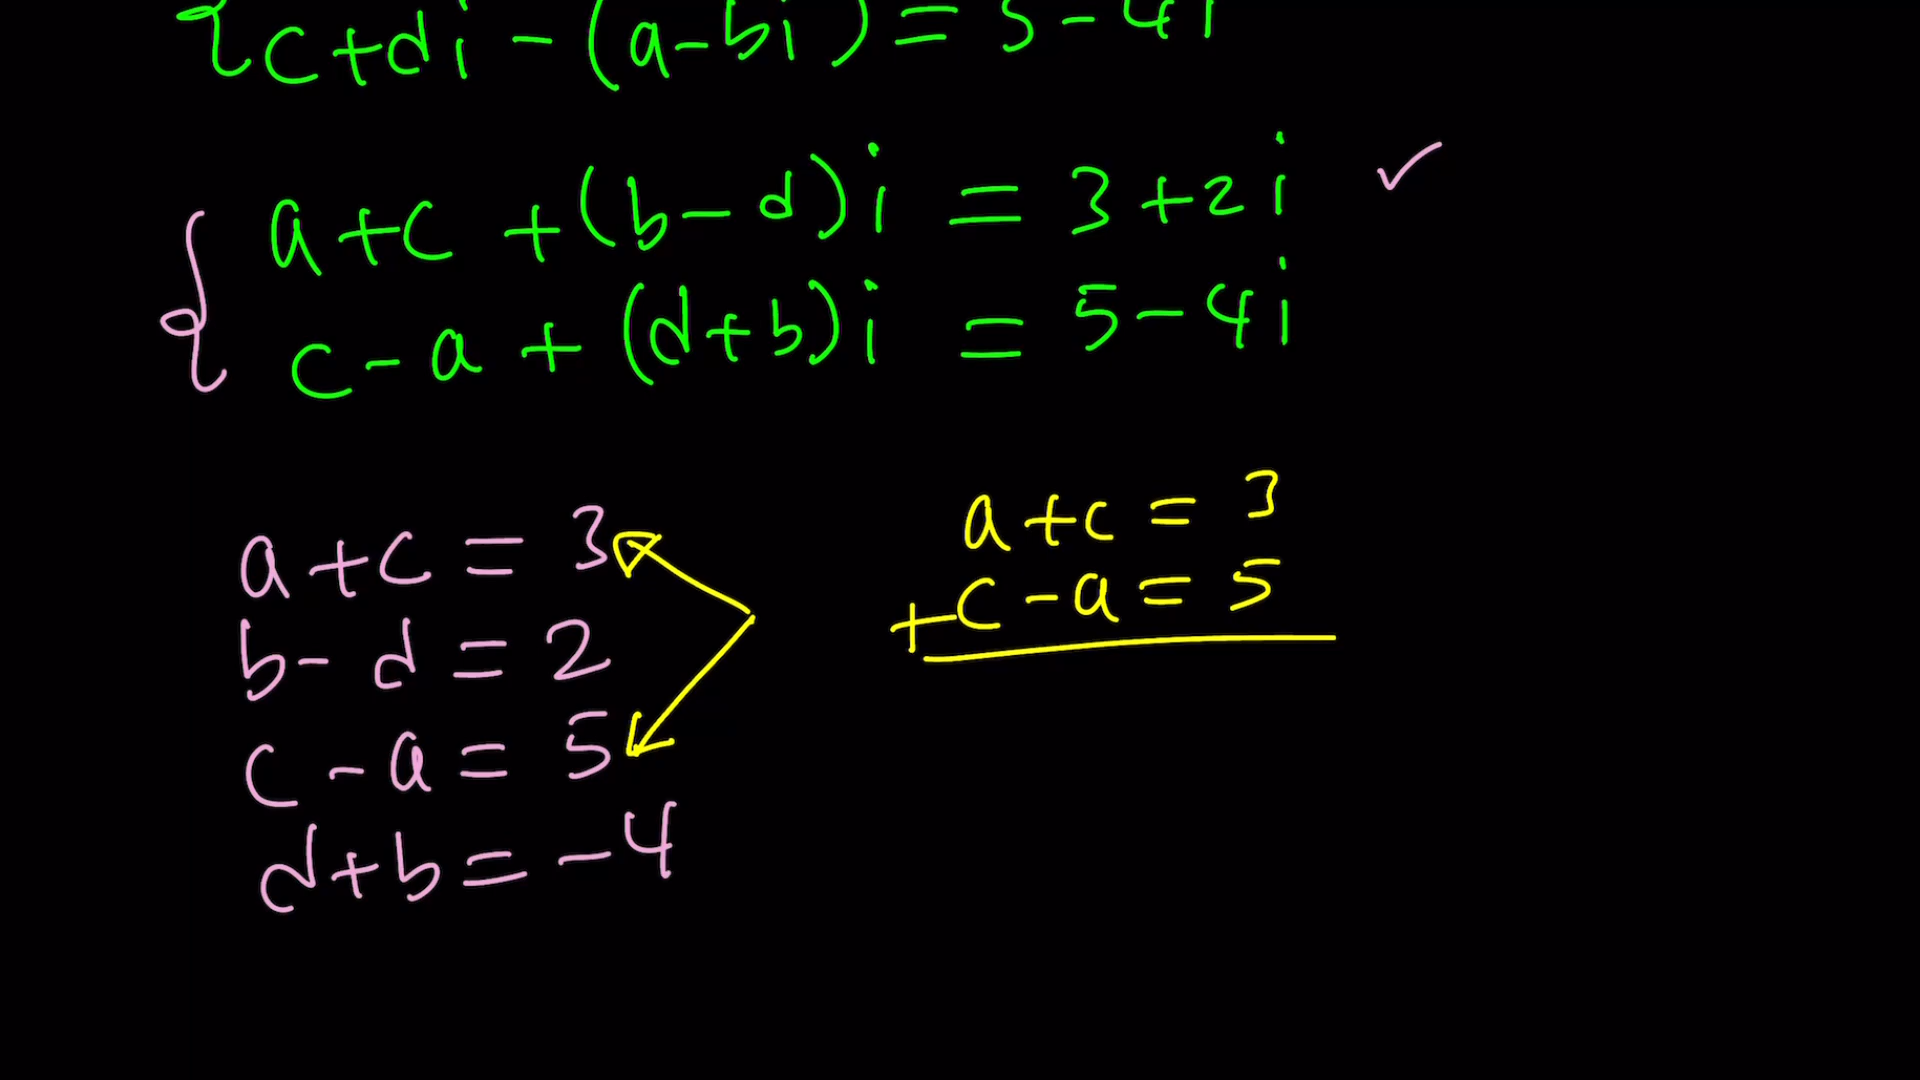 c+di-(a-bi)=5-4i
a+c+(b-d)i=3+2i ✓
c-a+(d+b)i=5-4i
a+c=3
b-d=2
c-a=5
d+b=-4
a+c=3
+c-a=5